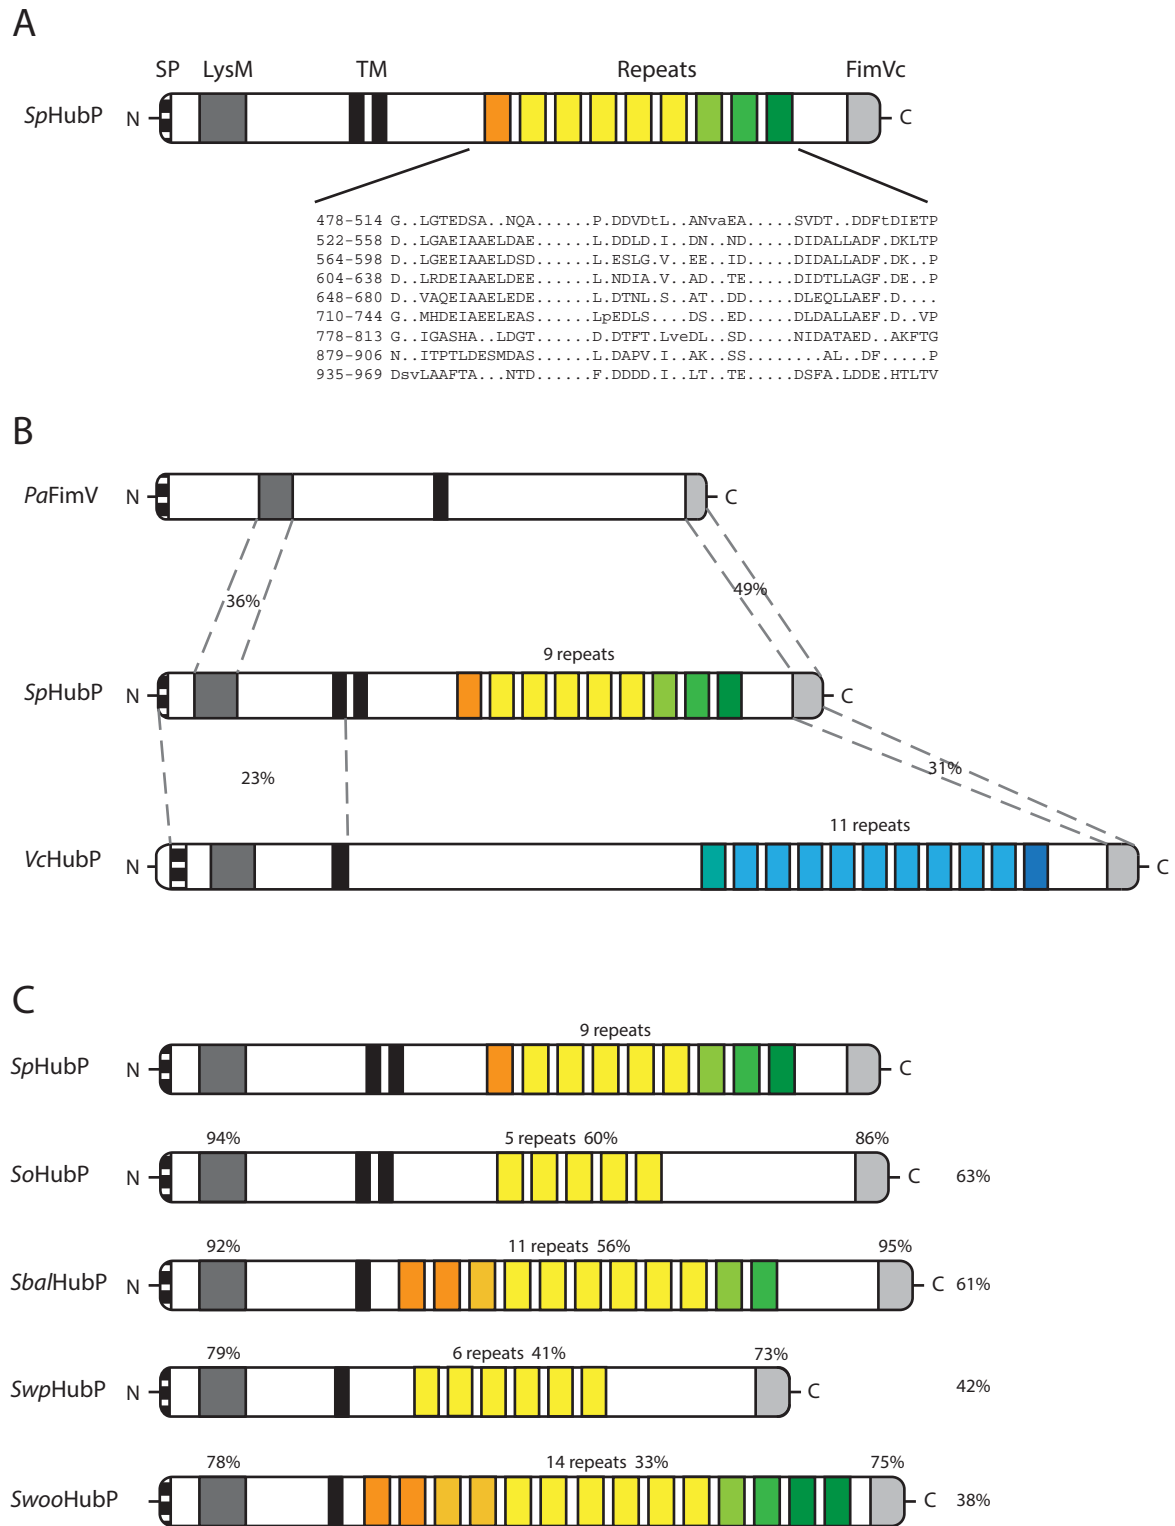 A
SP LysM TM Repeats FimVc
SpHubP N C
478-514 G..LGTEDSA..NQA......P.DDVDtL..ANvaEA.....SVDT..DDFtDIETP
522-558 D..LGAEIAAELDAE......L.DDLD.I..DN..ND.....DIDALLADF.DKLTP
564-598 D..LGEEIAAELDSD......L.ESLG.V..EE..ID.....DIDALLADF.DK..P
604-638 D..LRDEIAAELDEE......L.NDIA.V..AD..TE.....DIDTLLAGF.DE..P
648-680 D..VAQEIAAELEDE......L.DTNL.S..AT..DD.....DLEQLLAEF.D....
710-744 G..MHDEIAEELEAS......LpEDLS....DS..ED.....DLDALLAEF.D..VP
778-813 G..IGASHA..LDGT......D.DTFT.LveDL..SD.....NIDATAED..AKFTG
879-906 N..ITPTLDESMDAS......L.DAPV.I..AK..SS........AL..DF.....P
935-969 DsvLAAFTA...NTD......F.DDDD.I..LT..TE.....DSFA.LDDE.HTLTV
B
PaFimV N C
36% 49%
9 repeats
SpHubP N C
23% 31%
11 repeats
VcHubP N C
C
9 repeats
SpHubP N C
94% 5 repeats 60% 86%
SoHubP N C 63%
92% 11 repeats 56% 95%
SbalHubP N C 61%
79% 6 repeats 41% 73%
SwpHubP N C 42%
78% 14 repeats 33% 75%
SwooHubP N C 38%